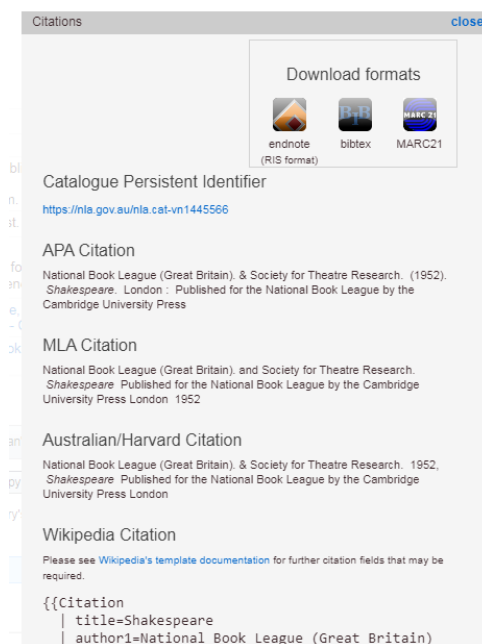 Citations
close
Download formats
BIB
MARC 21
endnote
bibtex
MARC21
(RIS format)
Catalogue Persistent Identifier
https://nla.gov.au/nla.cat-vn1445566
APA Citation
National Book League (Great Britain). & Society for Theatre Research. (1952).
Shakespeare. London : Published for the National Book League by the
Cambridge University Press
MLA Citation
National Book League (Great Britain). and Society for Theatre Research.
Shakespeare Published for the National Book League by the Cambridge
University Press London 1952
Australian/Harvard Citation
National Book League (Great Britain). & Society for Theatre Research. 1952,
Shakespeare Published for the National Book League by the Cambridge
University Press London
Wikipedia Citation
Please see Wikipedia's template documentation for further citation fields that may be
required.
{{Citation
| title=Shakespeare
| author1=National Book League (Great Britain)